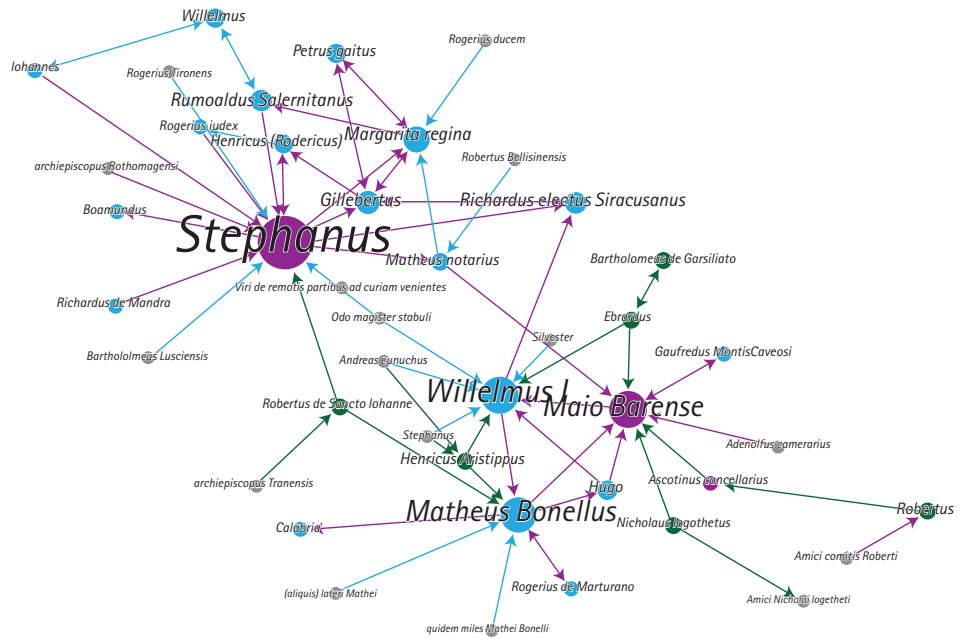 Willelmus
Rogerius ducem
Petrus gaitus
Iohannes
Rogerius Tironens
Rumoaldus Salernitanus
Rogerius iudex
Henricus (Rodericus)
Margarita regina
archiepiscopus Rothomagensi
Robertus Bellisinensis
Gillebertus
Richardus electus Siracusanus
Boamundus
Stephanus
Matheus notarius
Bartholomeus de Garsiliato
Viri de remotis partibus ad curiam venientes
Richardus de Mandra
Odo magister stabuli
Ebrardus
Silvester
Barthololmeus Lusciensis
Andreas eunuchus
Gaufredus MontisCaveosi
Willelmus I
Maio Barense
Robertus de Sancto Iohanne
Stephanus
Adenolfus camerarius
Henricus Aristippus
archiepiscopus Tranensis
Ascotinus cancellarius
Hugo
Matheus Bonellus
Nicholaus logothetus
Robertus
Calabria
Amici comitis Roberti
Rogerius de Marturano
(aliquis) lateri Mathei
Amici Nicholai logetheti
quidem miles Mathei Bonelli